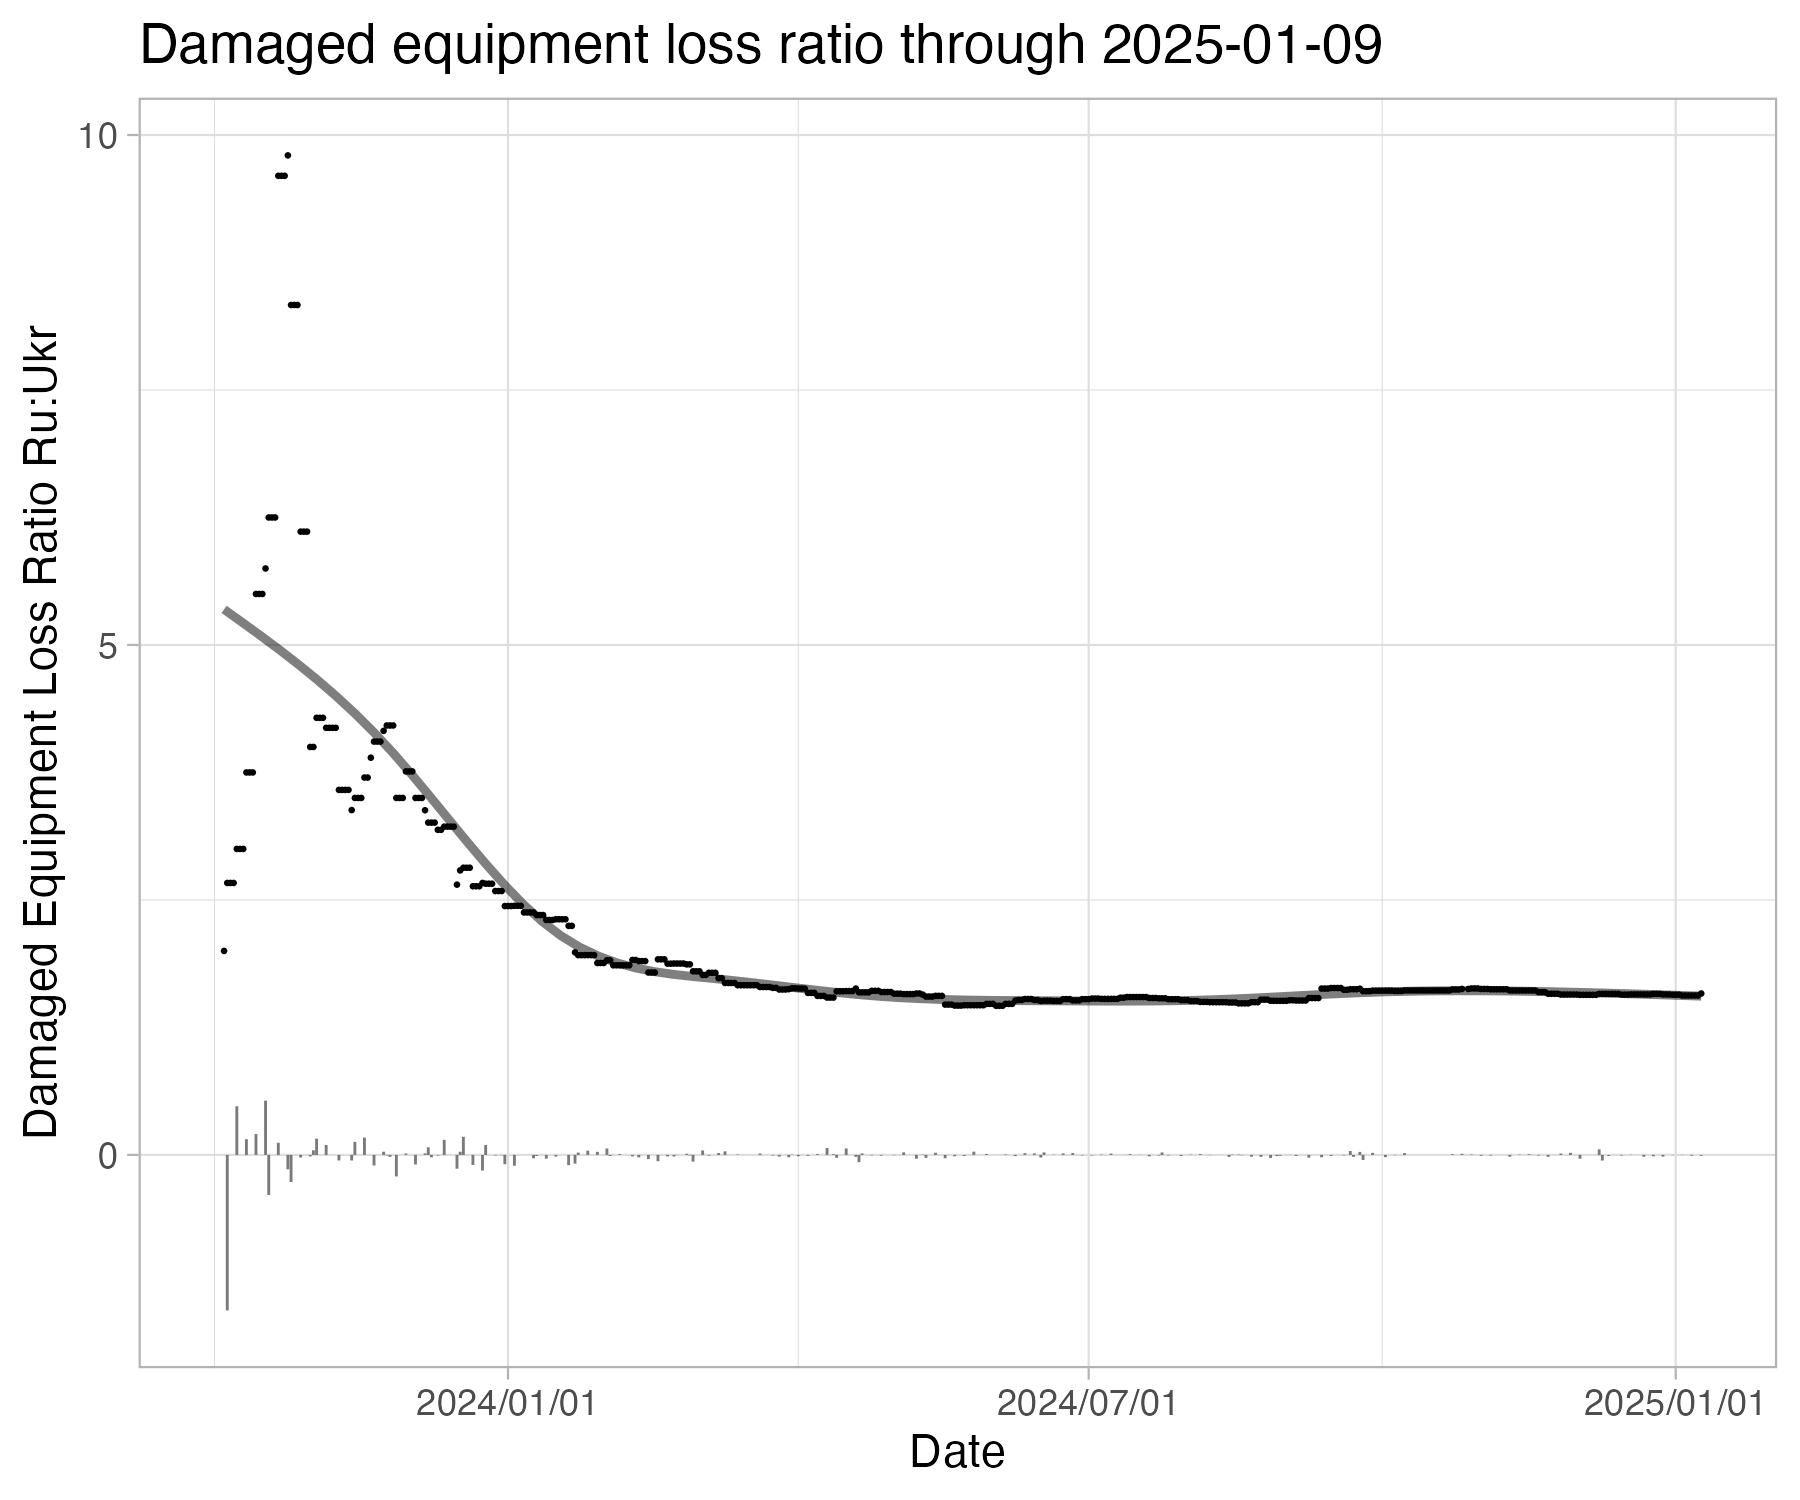 Damaged equipment loss ratio through 2025-01-09
Damaged Equipment Loss Ratio Ru:Ukr
10
5
0
2024/01/01
2024/07/01
2025/01/01
Date